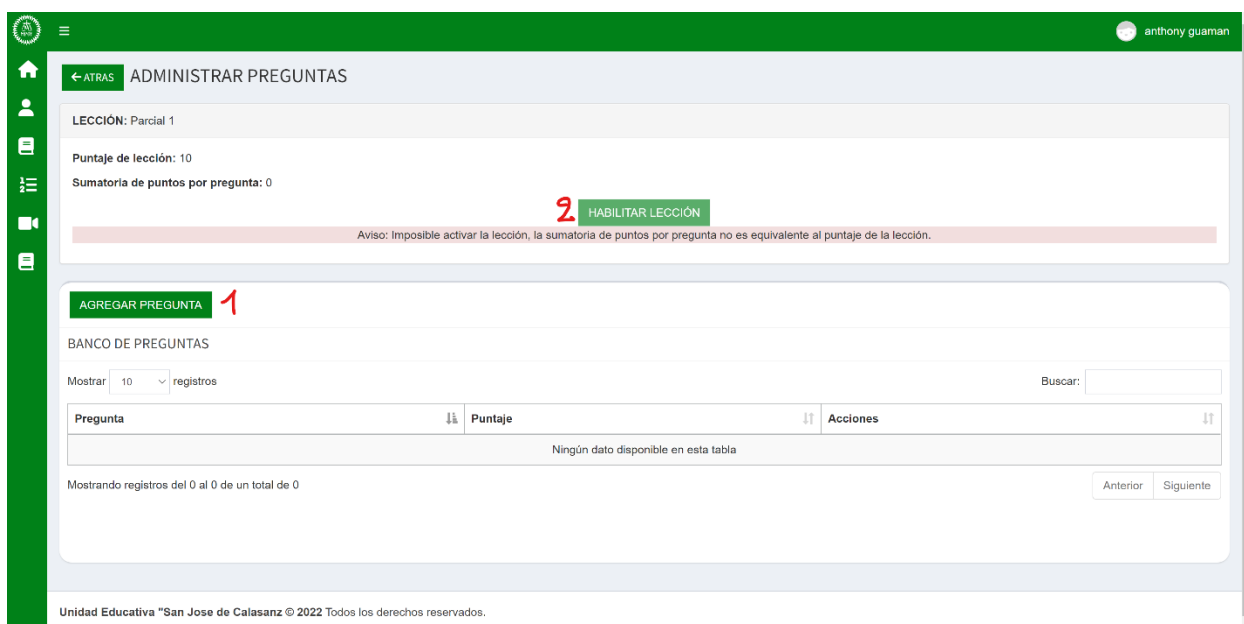 anthony guaman
ATRAS ADMINISTRAR PREGUNTAS
LECCIÓN: Parcial 1
Puntaje de lección: 10
Sumatoria de puntos por pregunta: 0
2. HABILITAR LECCIÓN
Aviso: Imposible activar la lección, la sumatoria de puntos por pregunta no es equivalente al puntaje de la lección.
AGREGAR PREGUNTA 1
BANCO DE PREGUNTAS
Mostrar 10 registros Buscar:
Pregunta Puntaje Acciones
Ningún dato disponible en esta tabla
Mostrando registros del 0 al 0 de un total de 0 Anterior Siguiente
Unidad Educativa "San Jose de Calasanz © 2022 Todos los derechos reservados.